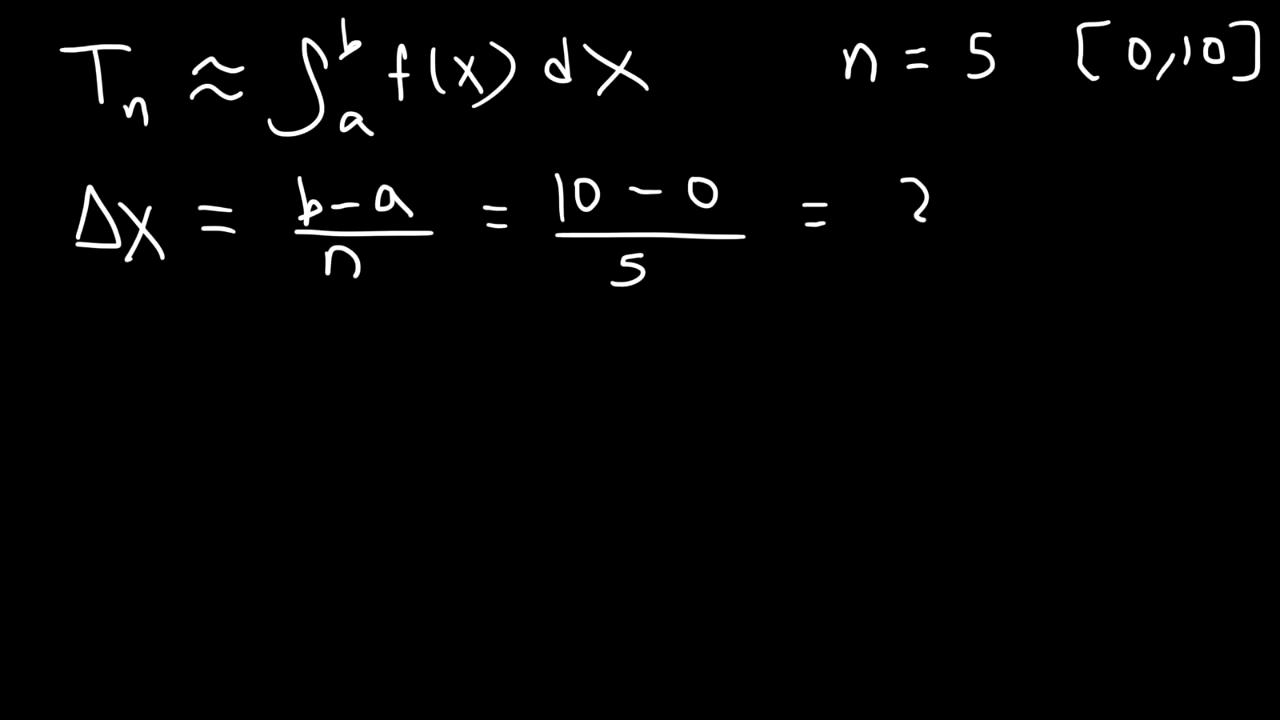 Tₙ ≈ ∫ₐᵇ f(x) dx n = 5 [0,10]
Δx = (b-a)/n = (10-0)/5 = 2